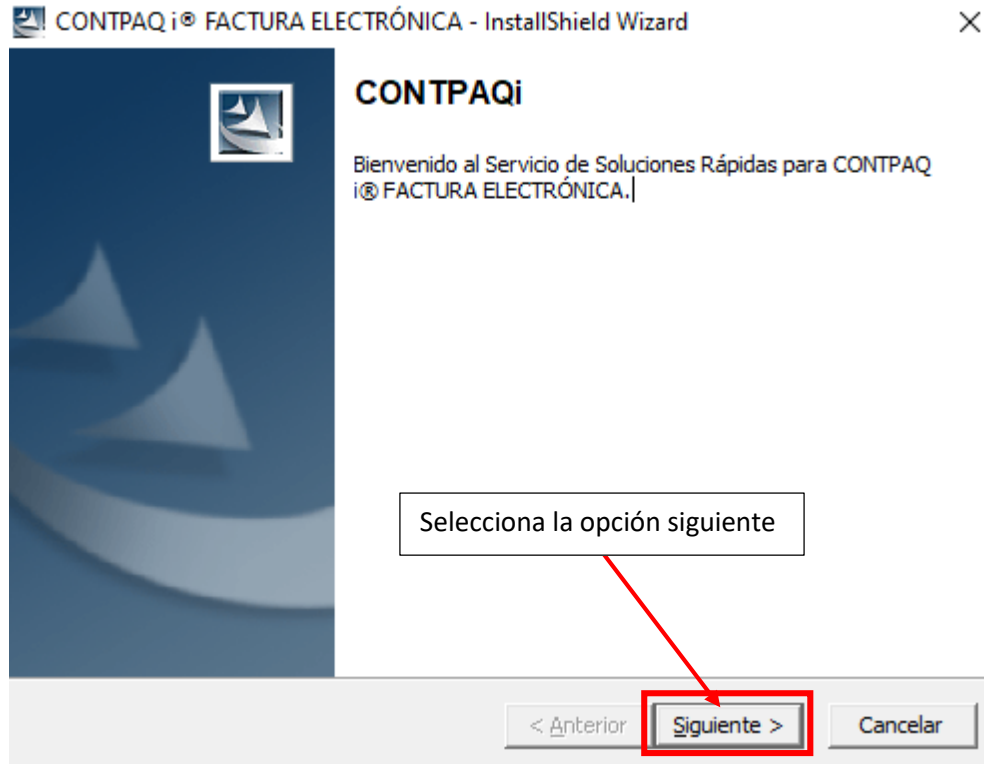 CONTPAQ i® FACTURA ELECTRÓNICA - InstallShield Wizard
CONTPAQi
Bienvenido al Servicio de Soluciones Rápidas para CONTPAQ
i® FACTURA ELECTRÓNICA.
Selecciona la opción siguiente
< Anterior
Siguiente >
Cancelar